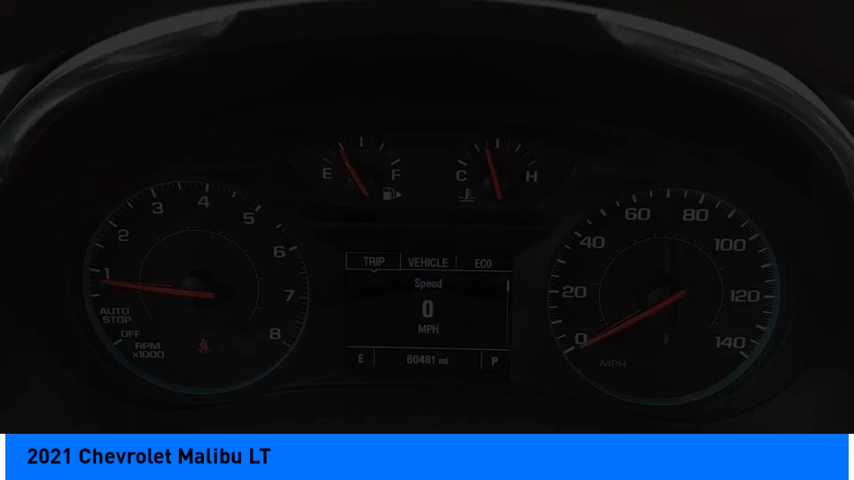 E F C H
1 2 3 4 5 6 7 8
AUTO
STOP
OFF
RPM
x1000
TRIP VEHICLE ECO
Speed
0
MPH
E 60481 mi P
0 20 40 60 80 100 120 140
MPH
2021 Chevrolet Malibu LT